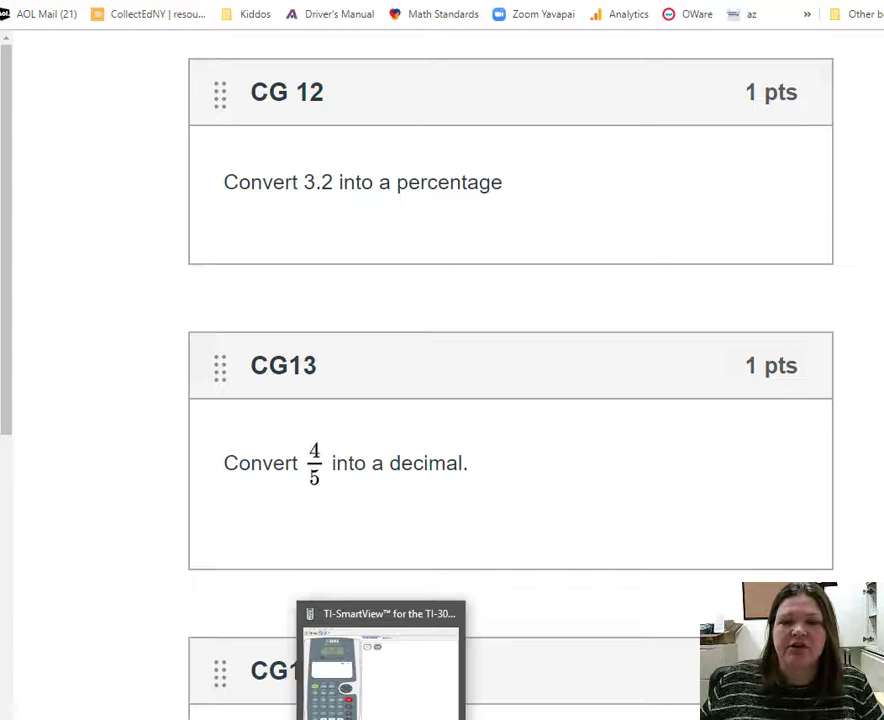 AOL Mail (21) CollectEdNY | resou... Kiddos Driver's Manual Math Standards Zoom Yavapai Analytics OWare az » Other b
CG 12 1 pts
Convert 3.2 into a percentage
CG13 1 pts
Convert 4/5 into a decimal.
TI-SmartView™ for the TI-30...
CG1